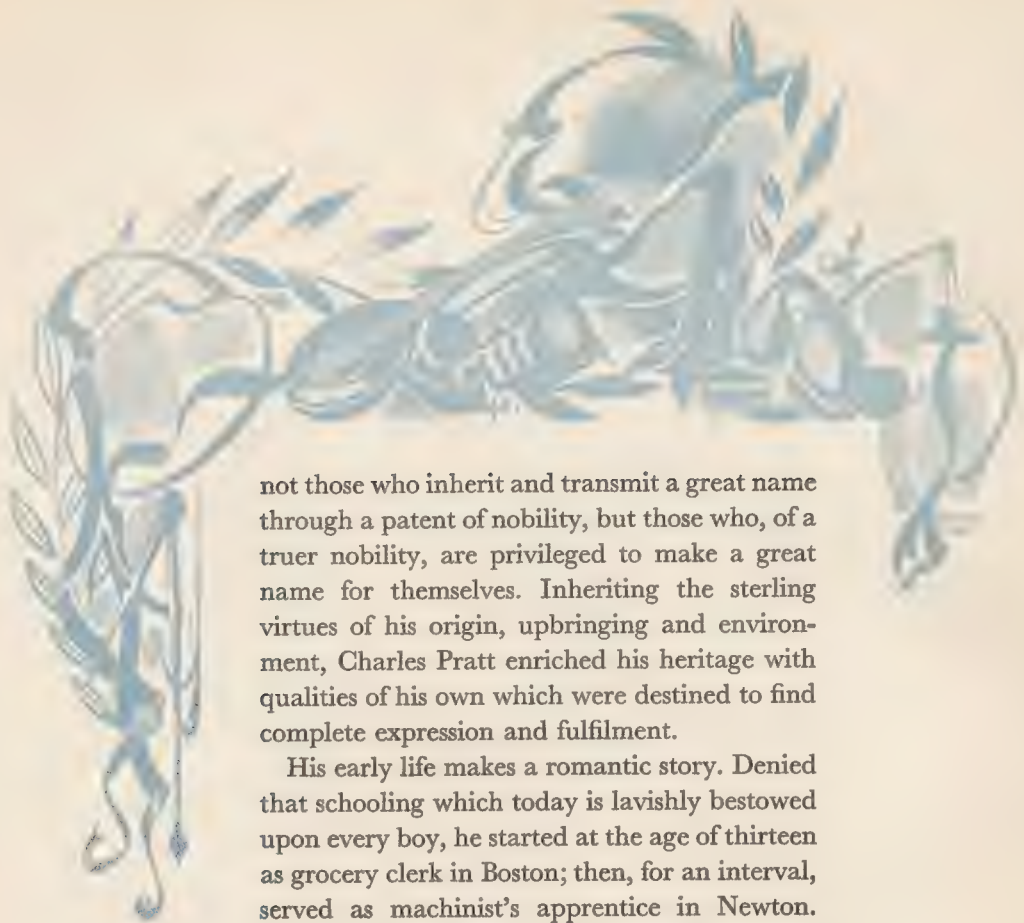 not those who inherit and transmit a great name
through a patent of nobility, but those who, of a
truer nobility, are privileged to make a great
name for themselves. Inheriting the sterling
virtues of his origin, upbringing and environ-
ment, Charles Pratt enriched his heritage with
qualities of his own which were destined to find
complete expression and fulfilment.
His early life makes a romantic story. Denied
that schooling which today is lavishly bestowed
upon every boy, he started at the age of thirteen
as grocery clerk in Boston; then, for an interval,
served as machinist's apprentice in Newton.